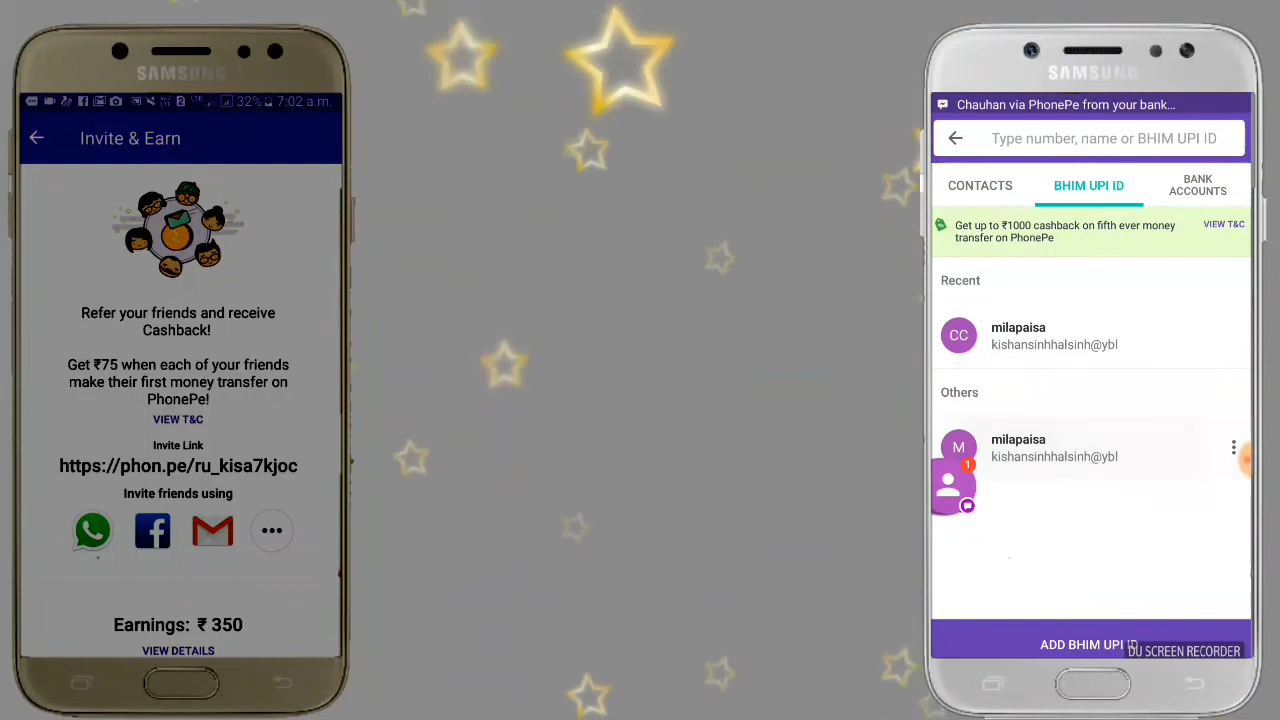 SAMSUNG
32% 7:02 a.m.
Invite & Earn
Refer your friends and receive
Cashback!
Get ₹75 when each of your friends
make their first money transfer on
PhonePe!
VIEW T&C
Invite Link
https://phon.pe/ru_kisa7kjoc
Invite friends using
Earnings: ₹ 350
VIEW DETAILS
SAMSUNG
Chauhan via PhonePe from your bank...
Type number, name or BHIM UPI ID
CONTACTS
BHIM UPI ID
BANK
ACCOUNTS
Get up to ₹1000 cashback on fifth ever money
transfer on PhonePe
VIEW T&C
Recent
CC
milapaisa
kishansinhhalsinh@ybl
Others
M
milapaisa
kishansinhhalsinh@ybl
1
ADD BHIM UPI ID
DU SCREEN RECORDER